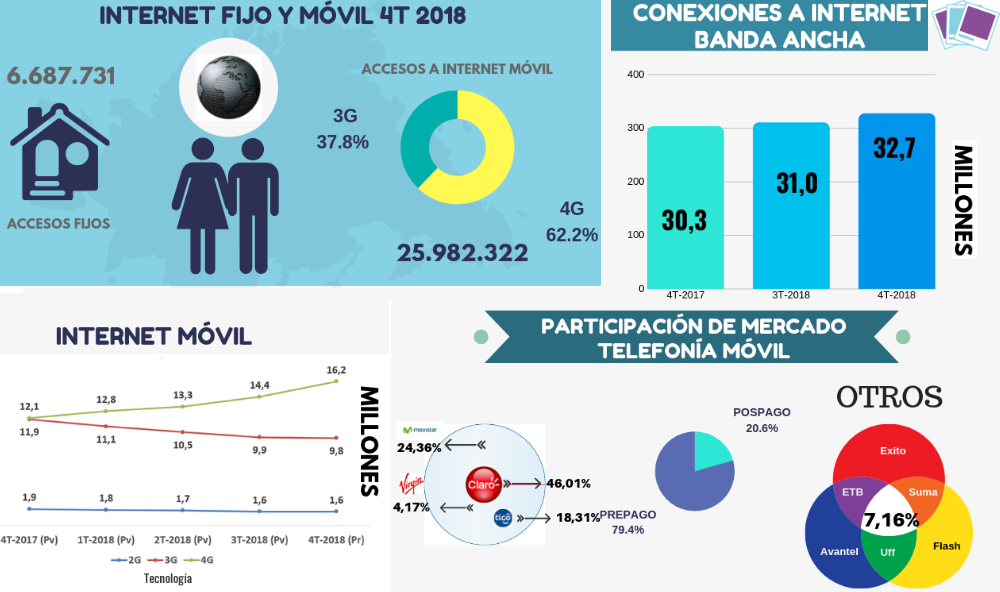 INTERNET FIJO Y MÓVIL 4T 2018
6.687.731
ACCESOS FIJOS
ACCESOS A INTERNET MÓVIL
3G
37.8%
4G
62.2%
25.982.322
CONEXIONES A INTERNET
BANDA ANCHA
400
300
200
100
0
30,3
31,0
32,7
4T-2017
3T-2018
4T-2018
MILLONES
INTERNET MÓVIL
12,1
12,8
13,3
14,4
16,2
11,9
11,1
10,5
9,9
9,8
1,9
1,8
1,7
1,6
1,6
4T-2017 (Pv)
1T-2018 (Pv)
2T-2018 (Pv)
3T-2018 (Pv)
4T-2018 (Pr)
2G
3G
4G
Tecnología
MILLONES
PARTICIPACIÓN DE MERCADO
TELEFONÍA MÓVIL
movistar
24,36%
Virgin
4,17%
Claro
46,01%
tigo
18,31%
POSPAGO
20.6%
PREPAGO
79.4%
OTROS
Exito
ETB
Suma
7,16%
Avantel
Uff
Flash